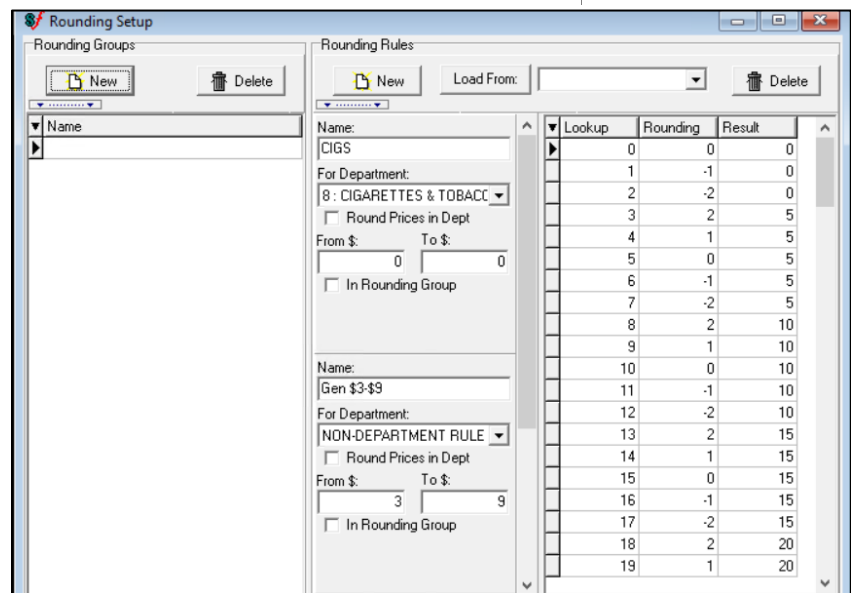 Rounding Setup
Rounding Groups
New Delete
Name
Rounding Rules
New Load From: Delete
Name:
CIGS
For Department:
8 : CIGARETTES & TOBACC
Round Prices in Dept
From $: To $:
0 0
In Rounding Group
Name:
Gen $3-$9
For Department:
NON-DEPARTMENT RULE
Round Prices in Dept
From $: To $:
3 9
In Rounding Group
Lookup Rounding Result
0 0 0
1 -1 0
2 -2 0
3 2 5
4 1 5
5 0 5
6 -1 5
7 -2 5
8 2 10
9 1 10
10 0 10
11 -1 10
12 -2 10
13 2 15
14 1 15
15 0 15
16 -1 15
17 -2 15
18 2 20
19 1 20